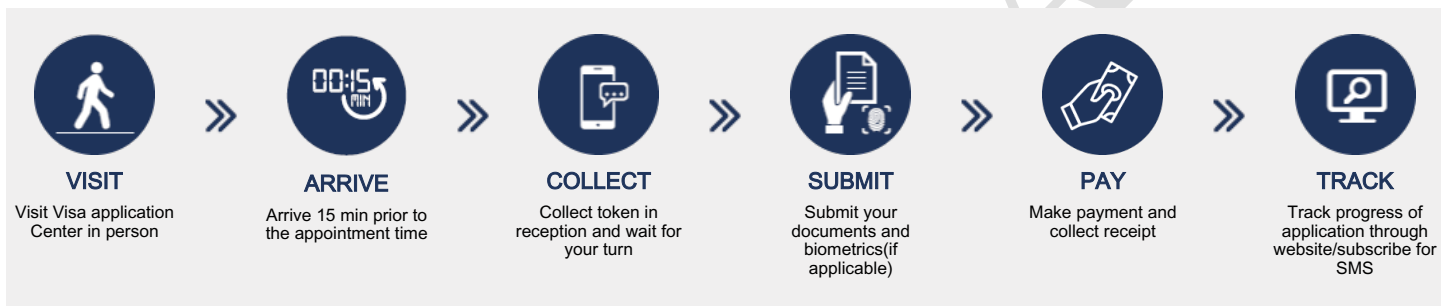 00:15
MIN
VISIT
Visit Visa application
Center in person
ARRIVE
Arrive 15 min prior to
the appointment time
COLLECT
Collect token in
reception and wait for
your turn
SUBMIT
Submit your
documents and
biometrics(if
applicable)
PAY
Make payment and
collect receipt
TRACK
Track progress of
application through
website/subscribe for
SMS